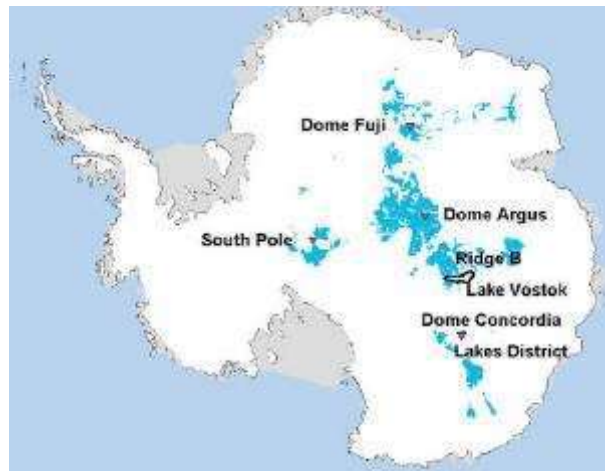 Dome Fuji
Dome Argus
South Pole
Ridge B
Lake Vostok
Dome Concordia
Lakes District